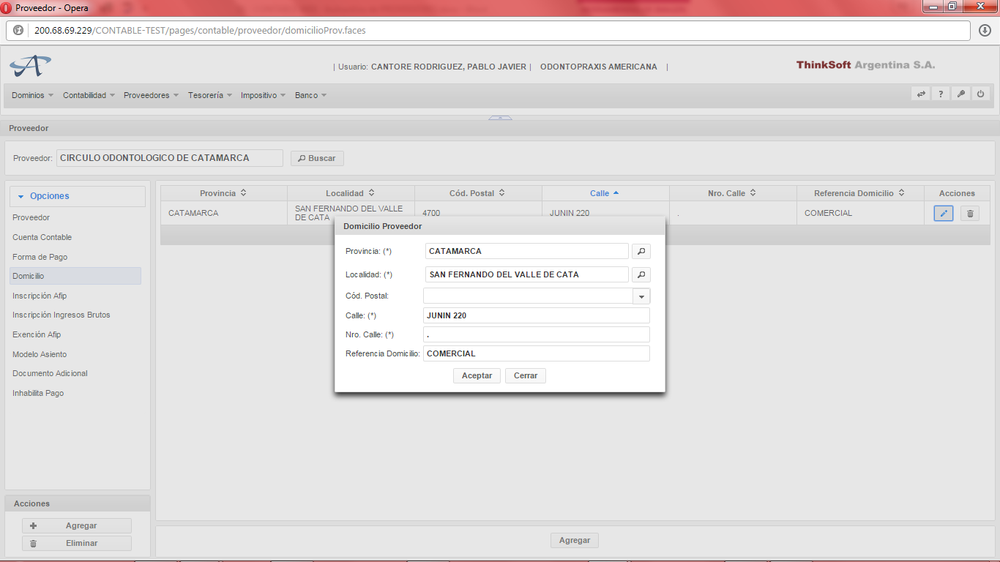 Proveedor - Opera
200.68.69.229/CONTABLE-TEST/pages/contable/proveedor/domicilioProv.faces
| Usuario: CANTORE RODRIGUEZ, PABLO JAVIER | ODONTOPRAXIS AMERICANA |
ThinkSoft Argentina S.A.
Dominios Contabilidad Proveedores Tesorería Impositivo Banco ?
Proveedor
Proveedor: CIRCULO ODONTOLOGICO DE CATAMARCA Buscar
Opciones
Proveedor
Cuenta Contable
Forma de Pago
Domicilio
Inscripción Afip
Inscripción Ingresos Brutos
Exención Afip
Modelo Asiento
Documento Adicional
Inhabilita Pago
Acciones
Agregar
Eliminar
Provincia Localidad Cód. Postal Calle Nro. Calle Referencia Domicilio Acciones
CATAMARCA SAN FERNANDO DEL VALLE DE CATA 4700 JUNIN 220 . COMERCIAL
Domicilio Proveedor
Provincia: (*) CATAMARCA
Localidad: (*) SAN FERNANDO DEL VALLE DE CATA
Cód. Postal:
Calle: (*) JUNIN 220
Nro. Calle: (*) .
Referencia Domicilio: COMERCIAL
Aceptar Cerrar
Agregar